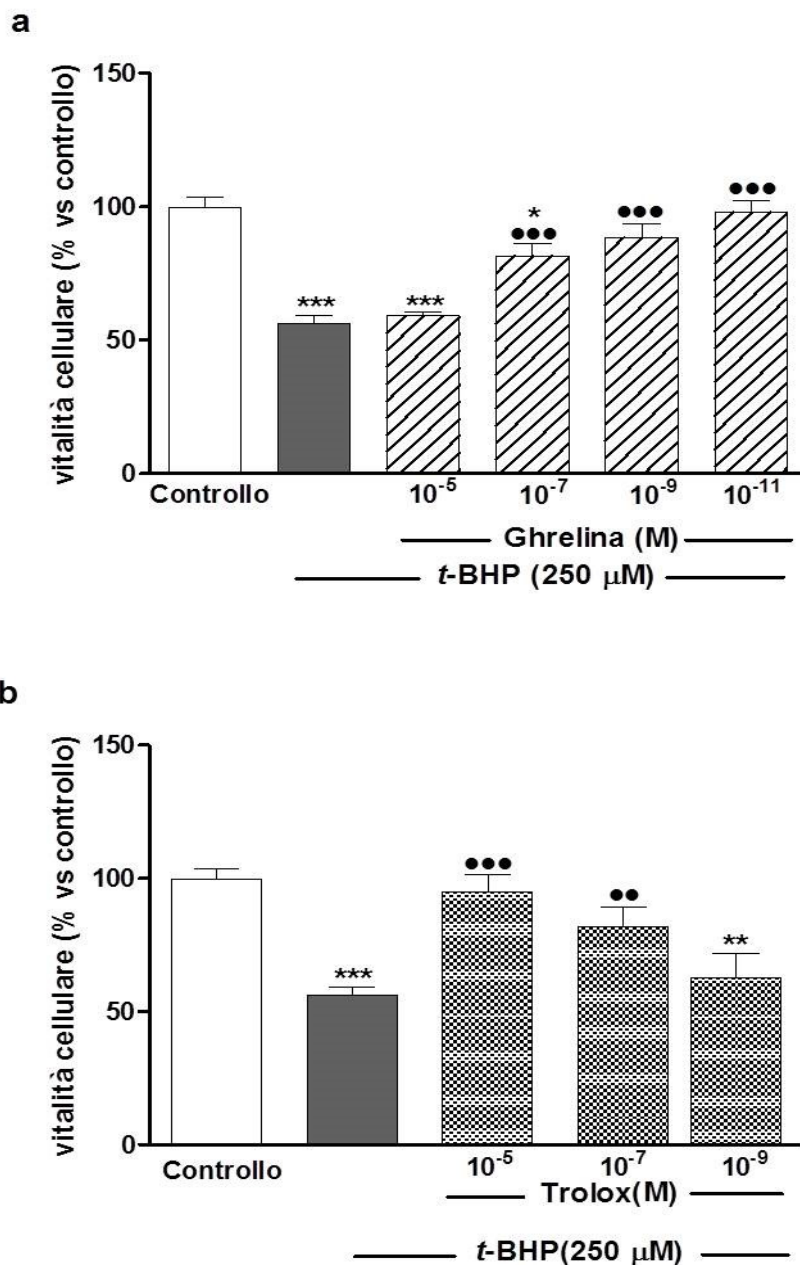 a
vitalità cellulare (% vs controllo)
150
100
50
0
***
***
*
●●●
●●●
●●●
Controllo 10⁻⁵ 10⁻⁷ 10⁻⁹ 10⁻¹¹
Ghrelina (M)
t-BHP (250 µM)
b
vitalità cellulare (% vs controllo)
150
100
50
0
***
●●●
●●
**
Controllo 10⁻⁵ 10⁻⁷ 10⁻⁹
Trolox(M)
t-BHP(250 µM)